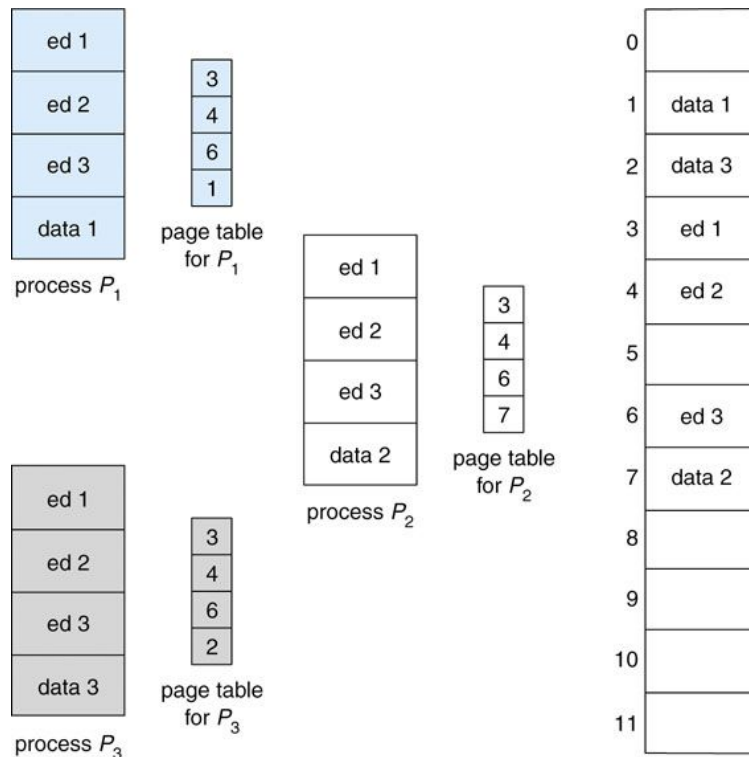 ed 1
ed 2
ed 3
data 1
process P₁
3
4
6
1
page table
for P₁
ed 1
ed 2
ed 3
data 2
process P₂
3
4
6
7
page table
for P₂
ed 1
ed 2
ed 3
data 3
process P₃
3
4
6
2
page table
for P₃
0
1 data 1
2 data 3
3 ed 1
4 ed 2
5
6 ed 3
7 data 2
8
9
10
11